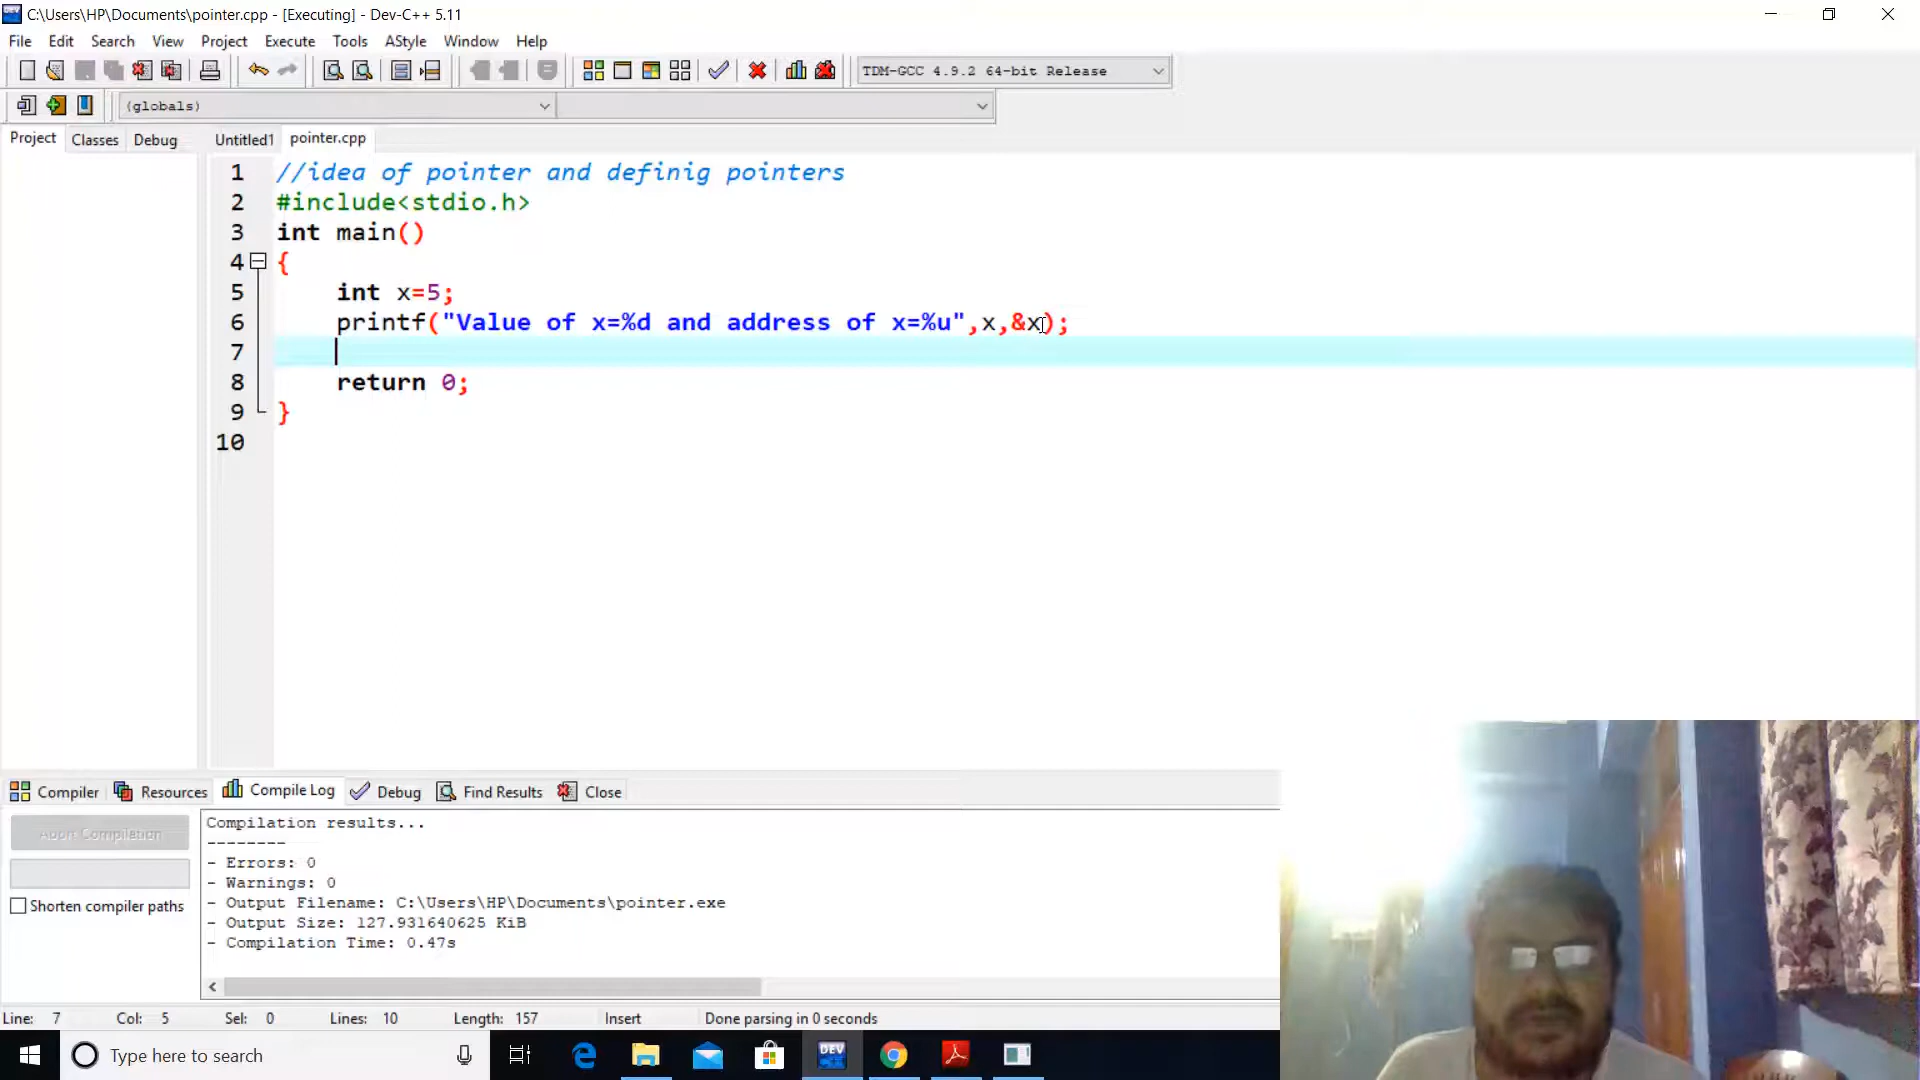 C:\Users\HP\Documents\pointer.cpp - [Executing] - Dev-C++ 5.11
File Edit Search View Project Execute Tools AStyle Window Help
TDM-GCC 4.9.2 64-bit Release
(globals)
Project Classes Debug Untitled1 pointer.cpp
1 //idea of pointer and definig pointers
2 #include<stdio.h>
3 int main()
4 {
5 int x=5;
6 printf("Value of x=%d and address of x=%u",x,&x);
7
8 return 0;
9 }
10
Compiler Resources Compile Log Debug Find Results Close
Abort Compilation
Compilation results...
--------
- Errors: 0
- Warnings: 0
- Output Filename: C:\Users\HP\Documents\pointer.exe
- Output Size: 127.931640625 KiB
- Compilation Time: 0.47s
Shorten compiler paths
Line: 7 Col: 5 Sel: 0 Lines: 10 Length: 157 Insert Done parsing in 0 seconds
Type here to search
DEV